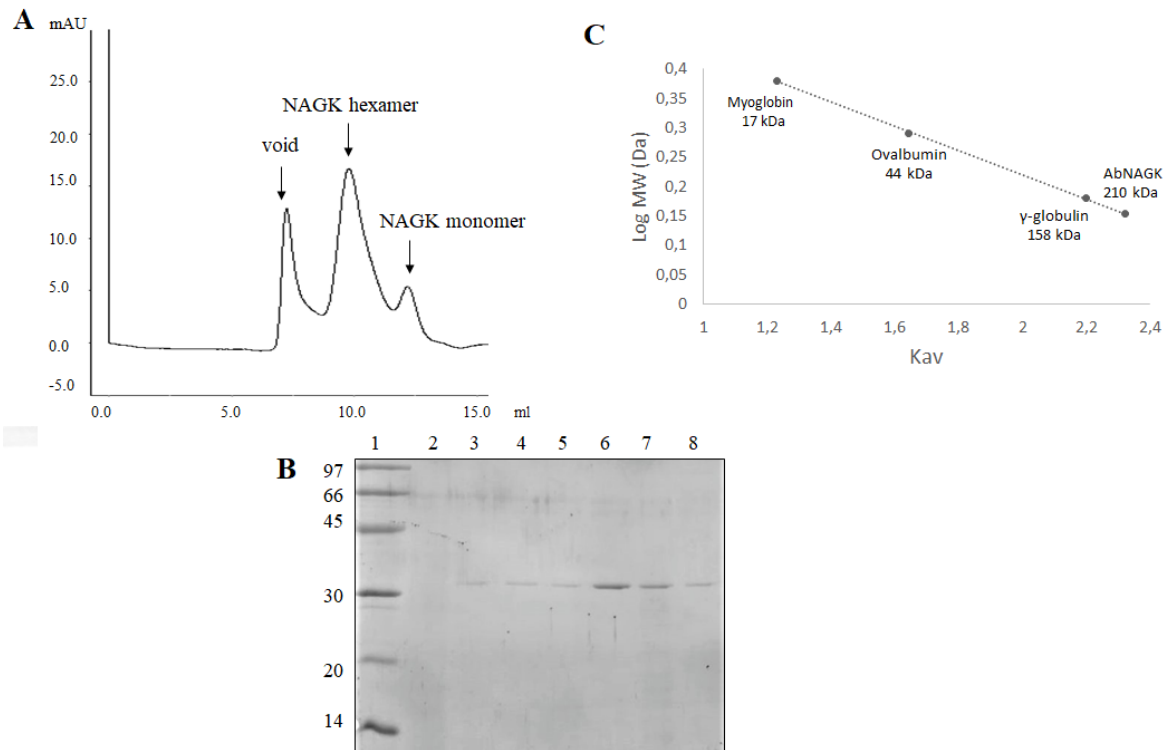 A
mAU
25.0
20.0
15.0
10.0
5.0
0.0
-5.0
0.0
5.0
10.0
15.0
ml
void
NAGK hexamer
NAGK monomer
C
0,4
0,35
0,3
0,25
0,2
0,15
0,1
0,05
0
Log MW (Da)
Myoglobin
17 kDa
Ovalbumin
44 kDa
γ-globulin
158 kDa
AbNAGK
210 kDa
1
1,2
1,4
1,6
1,8
2
2,2
2,4
Kav
B
1
2
3
4
5
6
7
8
97
66
45
30
20
14